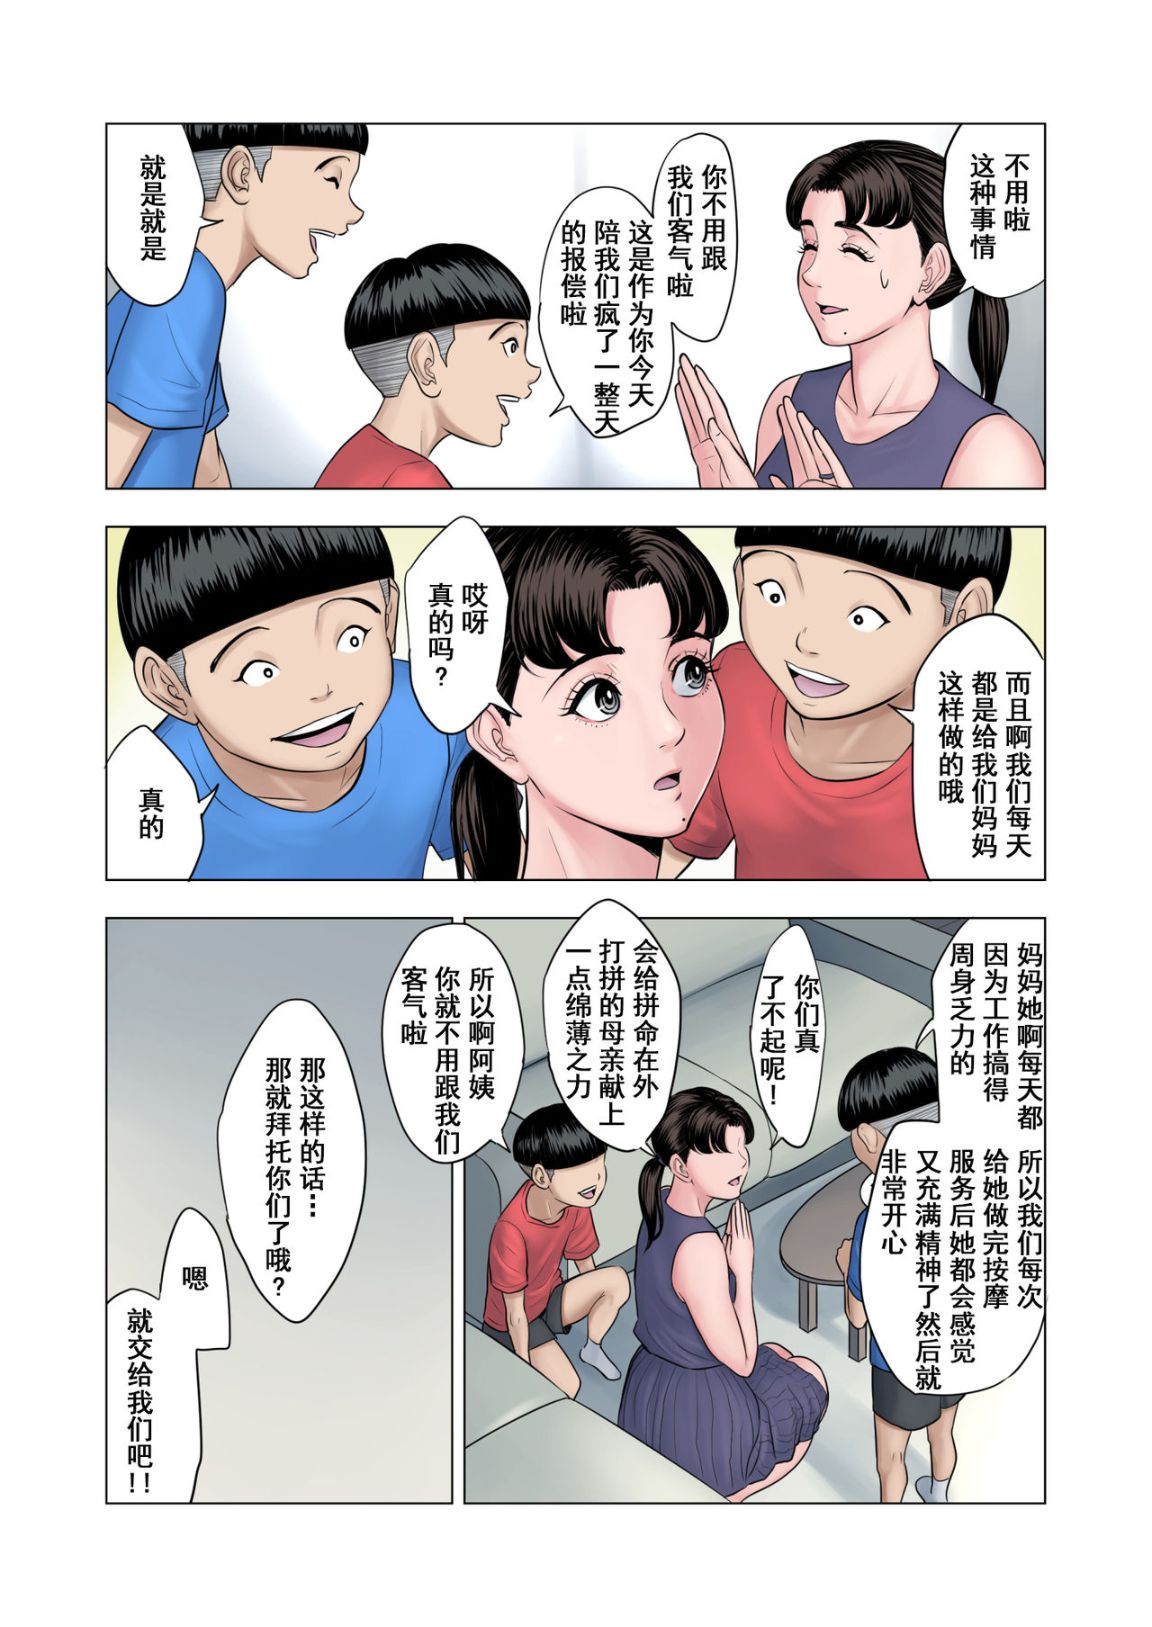 不用啦
这种事情
你不用跟
我们客气啦
这是作为你今天
陪我们疯了一整天
的报偿啦
就是就是
而且啊我们每天
都是给我们妈妈
这样做的哦
哎呀
真的吗?
真的
妈妈她啊每天都
因为工作搞得
周身乏力的
所以我们每次
给她做完按摩
服务后她都会感觉
又充满精神了然后就
非常开心
你们真
了不起呢!
会给拼命在外
打拼的母亲献上
一点绵薄之力
所以啊阿姨
你就不用跟我们
客气啦
那这样的话…
那就拜托你们了哦?
嗯
就交给我们吧!!